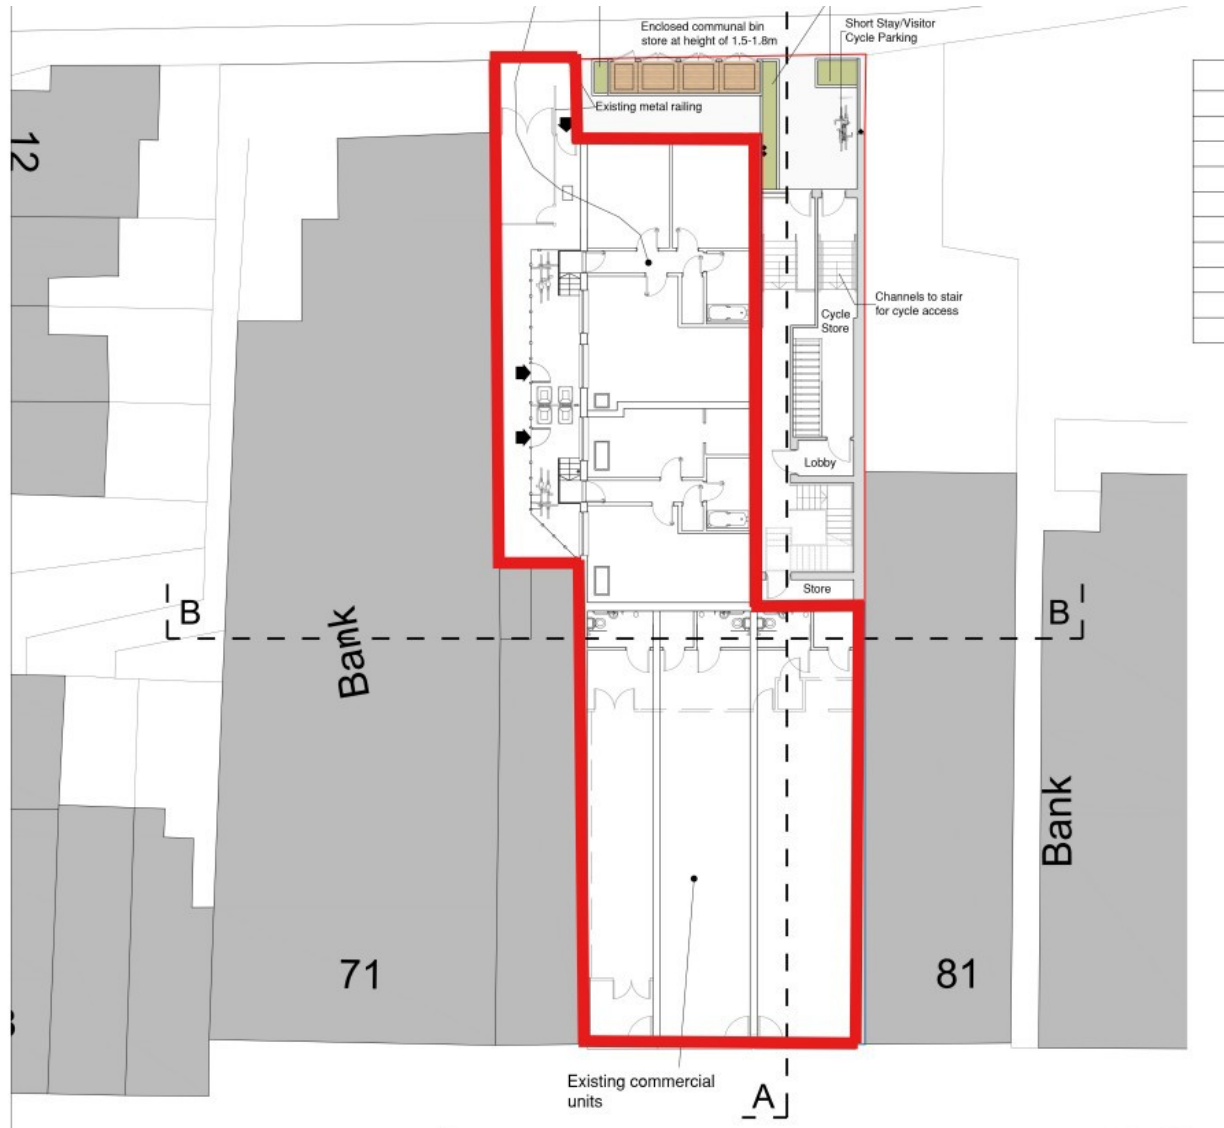 Enclosed communal bin
store at height of 1.5-1.8m
Short Stay/Visitor
Cycle Parking
Existing metal railing
12
Channels to stair
for cycle access
Cycle
Store
Lobby
Store
B
B
Bank
Bank
71
81
Existing commercial
units
A